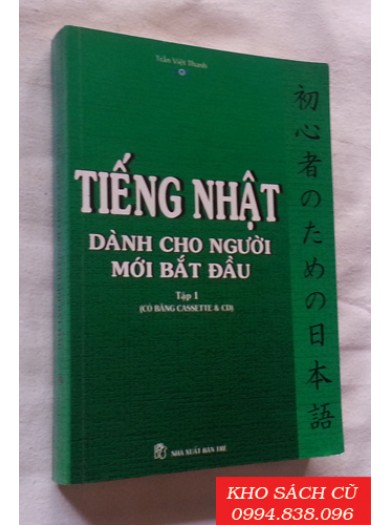 Trần Việt Thanh
TIẾNG NHẬT
DÀNH CHO NGƯỜI
MỚI BẮT ĐẦU
Tập 1
(CÓ BĂNG CASSETTE & CD)
初心者のための日本語
NHÀ XUẤT BẢN TRẺ
KHO SÁCH CŨ
0994.838.096